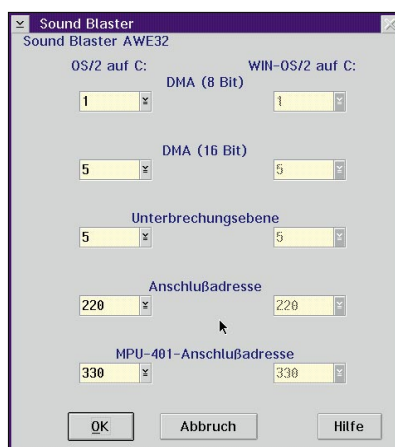 Sound Blaster
Sound Blaster AWE32
OS/2 auf C: WIN-OS/2 auf C:
DMA (8 Bit)
1 1
DMA (16 Bit)
5 5
Unterbrechungsebene
5 5
Anschlußadresse
220 220
MPU-401-Anschlußadresse
330 330
OK Abbruch Hilfe